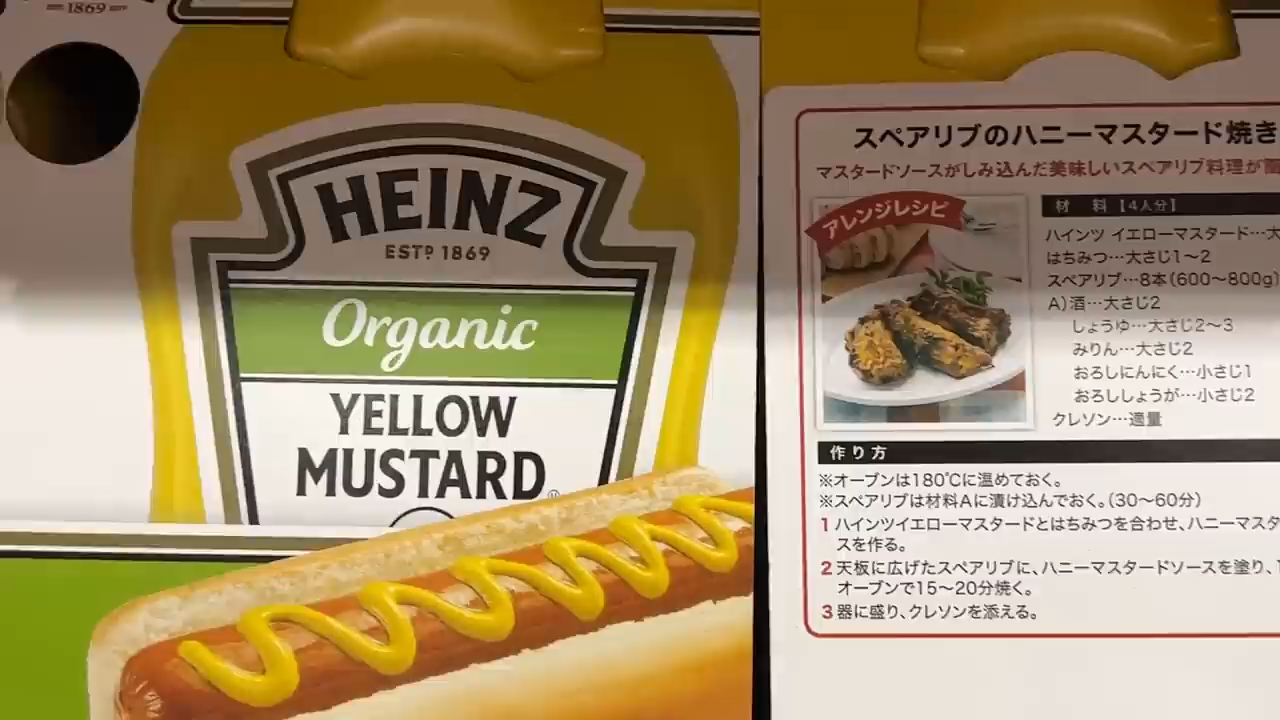 1869
HEINZ
ESTD 1869
Organic
YELLOW
MUSTARD
スペアリブのハニーマスタード焼き
マスタードソースがしみ込んだ美味しいスペアリブ料理が
アレンジレシピ
材 料【4人分】
ハインツ イエローマスタード…大
はちみつ…大さじ1〜2
スペアリブ…8本(600〜800g)
A)酒…大さじ2
しょうゆ…大さじ2〜3
みりん…大さじ2
おろしにんにく…小さじ1
おろししょうが…小さじ2
クレソン…適量
作り方
※オーブンは180℃に温めておく。
※スペアリブは材料Aに漬け込んでおく。(30〜60分)
1 ハインツイエローマスタードとはちみつを合わせ、ハニーマスタ
スを作る。
2 天板に広げたスペアリブに、ハニーマスタードソースを塗り、1
オーブンで15〜20分焼く。
3 器に盛り、クレソンを添える。